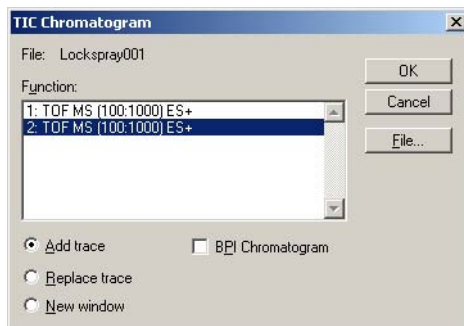 TIC Chromatogram
File: Lockspray001
OK
Function:
Cancel
1: TOF MS (100:1000) ES+
2: TOF MS (100:1000) ES+
File...
Add trace
BPI Chromatogram
Replace trace
New window